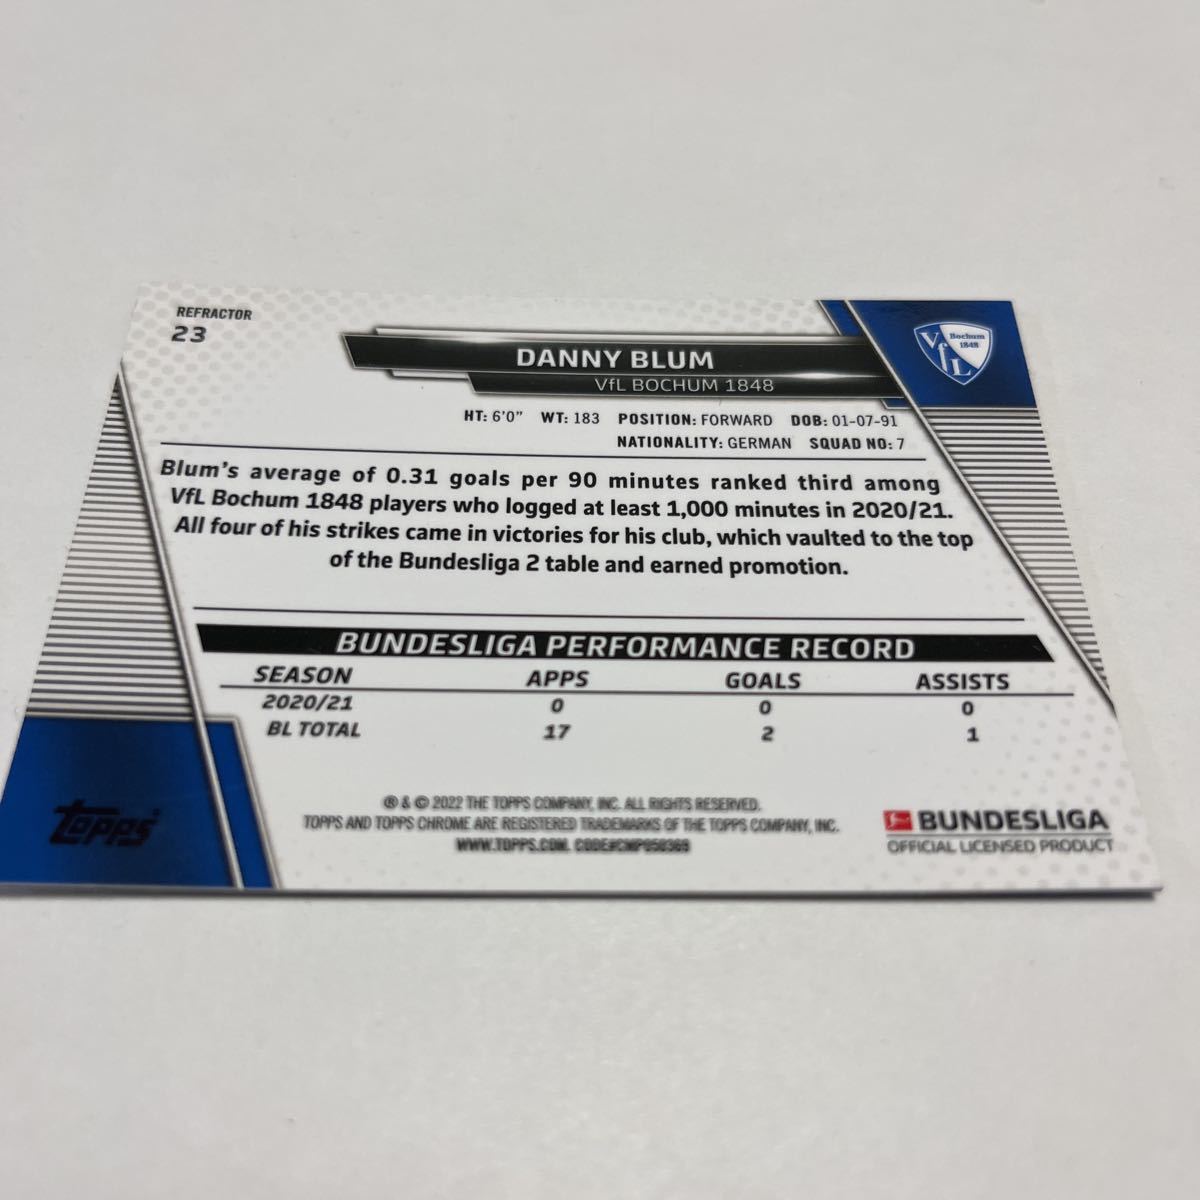 REFRACTOR
23
DANNY BLUM
VfL BOCHUM 1848
VfL Bochum 1848
HT: 6'0" WT: 183 POSITION: FORWARD DOB: 01-07-91
NATIONALITY: GERMAN SQUAD NO: 7
Blum's average of 0.31 goals per 90 minutes ranked third among
VfL Bochum 1848 players who logged at least 1,000 minutes in 2020/21.
All four of his strikes came in victories for his club, which vaulted to the top
of the Bundesliga 2 table and earned promotion.
BUNDESLIGA PERFORMANCE RECORD
SEASON APPS GOALS ASSISTS
2020/21 0 0 0
BL TOTAL 17 2 1
® & © 2022 THE TOPPS COMPANY, INC. ALL RIGHTS RESERVED.
TOPPS AND TOPPS CHROME ARE REGISTERED TRADEMARKS OF THE TOPPS COMPANY, INC.
WWW.TOPPS.COM. CODE#CMP050369
Topps
BUNDESLIGA
OFFICIAL LICENSED PRODUCT